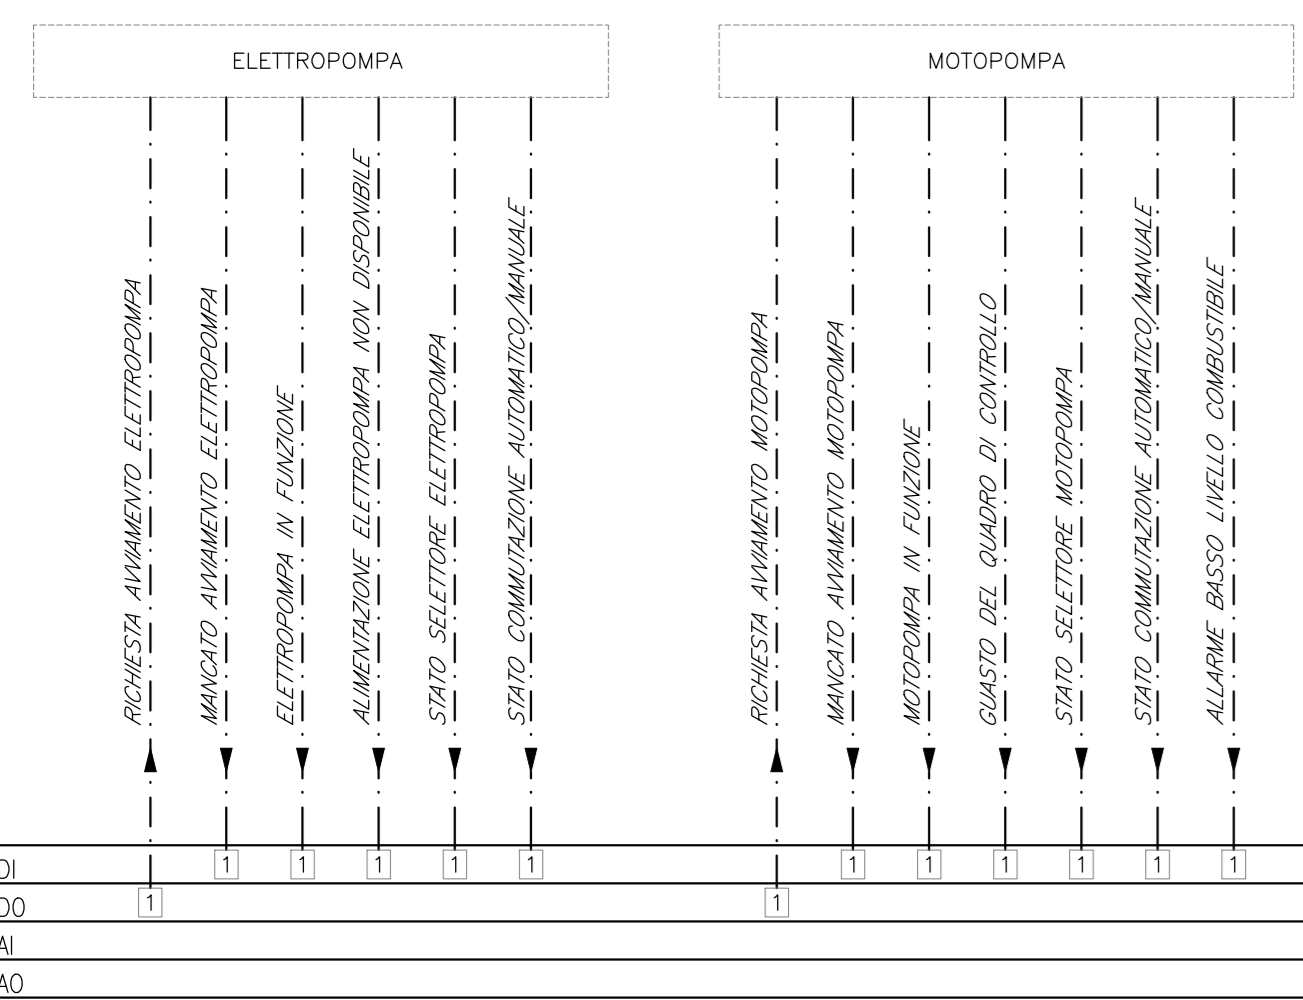 ELETTROPOMPA
MOTOPOMPA
RICHIESTA AVVIAMENTO ELETTROPOMPA
MANCATO AVVIAMENTO ELETTROPOMPA
ELETTROPOMPA IN FUNZIONE
ALIMENTAZIONE ELETTROPOMPA NON DISPONIBILE
STATO SELETTORE ELETTROPOMPA
STATO COMMUTAZIONE AUTOMATICO/MANUALE
RICHIESTA AVVIAMENTO MOTOPOMPA
MANCATO AVVIAMENTO MOTOPOMPA
MOTOPOMPA IN FUNZIONE
GUASTO DEL QUADRO DI CONTROLLO
STATO SELETTORE MOTOPOMPA
STATO COMMUTAZIONE AUTOMATICO/MANUALE
ALLARME BASSO LIVELLO COMBUSTIBILE
DI 1 1 1 1 1 1 1 1 1 1 1
DO 1 1
AI
AO